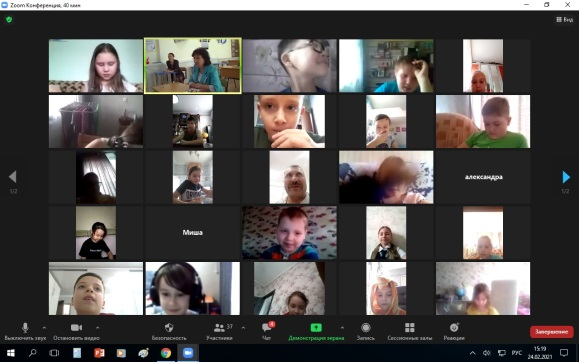 Zoom Конференция, 40 мин
Вид
1/2
1/2
александра
Миша
Выключить звук
Остановить видео
Безопасность
37
Участники
Чат
Демонстрация экрана
Запись
Сессионные залы
Реакции
Завершение
РУС
15:19
24.02.2021